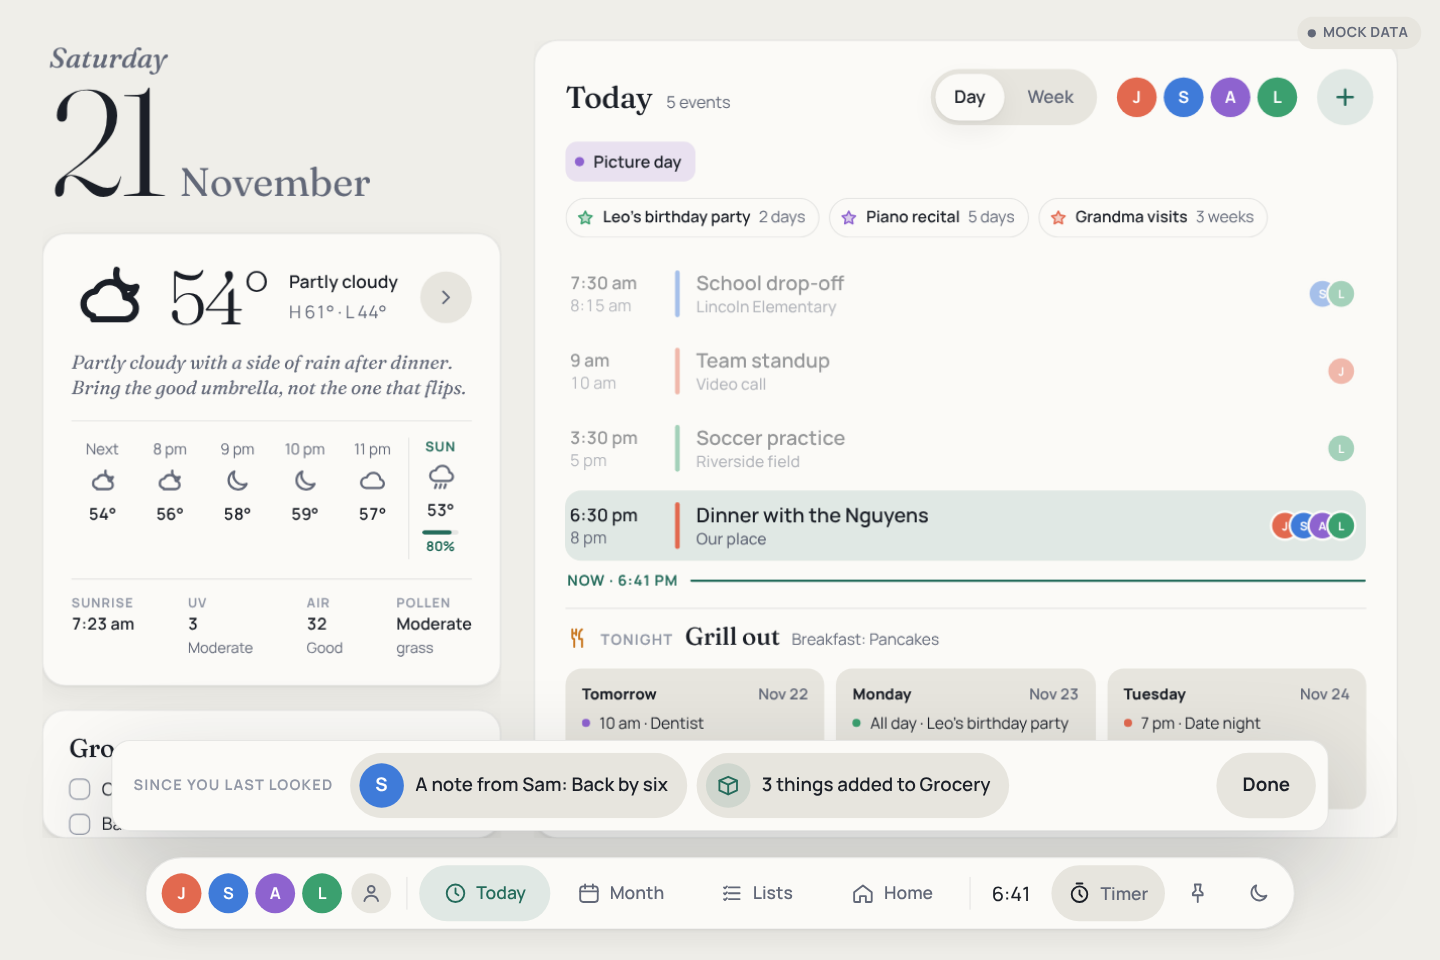 MOCK DATA
Saturday
21 November
54° Partly cloudy
H 61° · L 44°
Partly cloudy with a side of rain after dinner.
Bring the good umbrella, not the one that flips.
Next 8 pm 9 pm 10 pm 11 pm SUN
54° 56° 58° 59° 57° 53°
80%
SUNRISE UV AIR POLLEN
7:23 am 3 32 Moderate
Moderate Good grass
Gro
Today 5 events
Day Week J S A L +
Picture day
Leo's birthday party 2 days Piano recital 5 days Grandma visits 3 weeks
7:30 am School drop-off
8:15 am Lincoln Elementary S L
9 am Team standup
10 am Video call J
3:30 pm Soccer practice
5 pm Riverside field L
6:30 pm Dinner with the Nguyens
8 pm Our place J S A L
NOW · 6:41 PM
TONIGHT Grill out Breakfast: Pancakes
Tomorrow Nov 22 Monday Nov 23 Tuesday Nov 24
10 am · Dentist All day · Leo's birthday party 7 pm · Date night
SINCE YOU LAST LOOKED S A note from Sam: Back by six 3 things added to Grocery Done
J S A L Today Month Lists Home 6:41 Timer